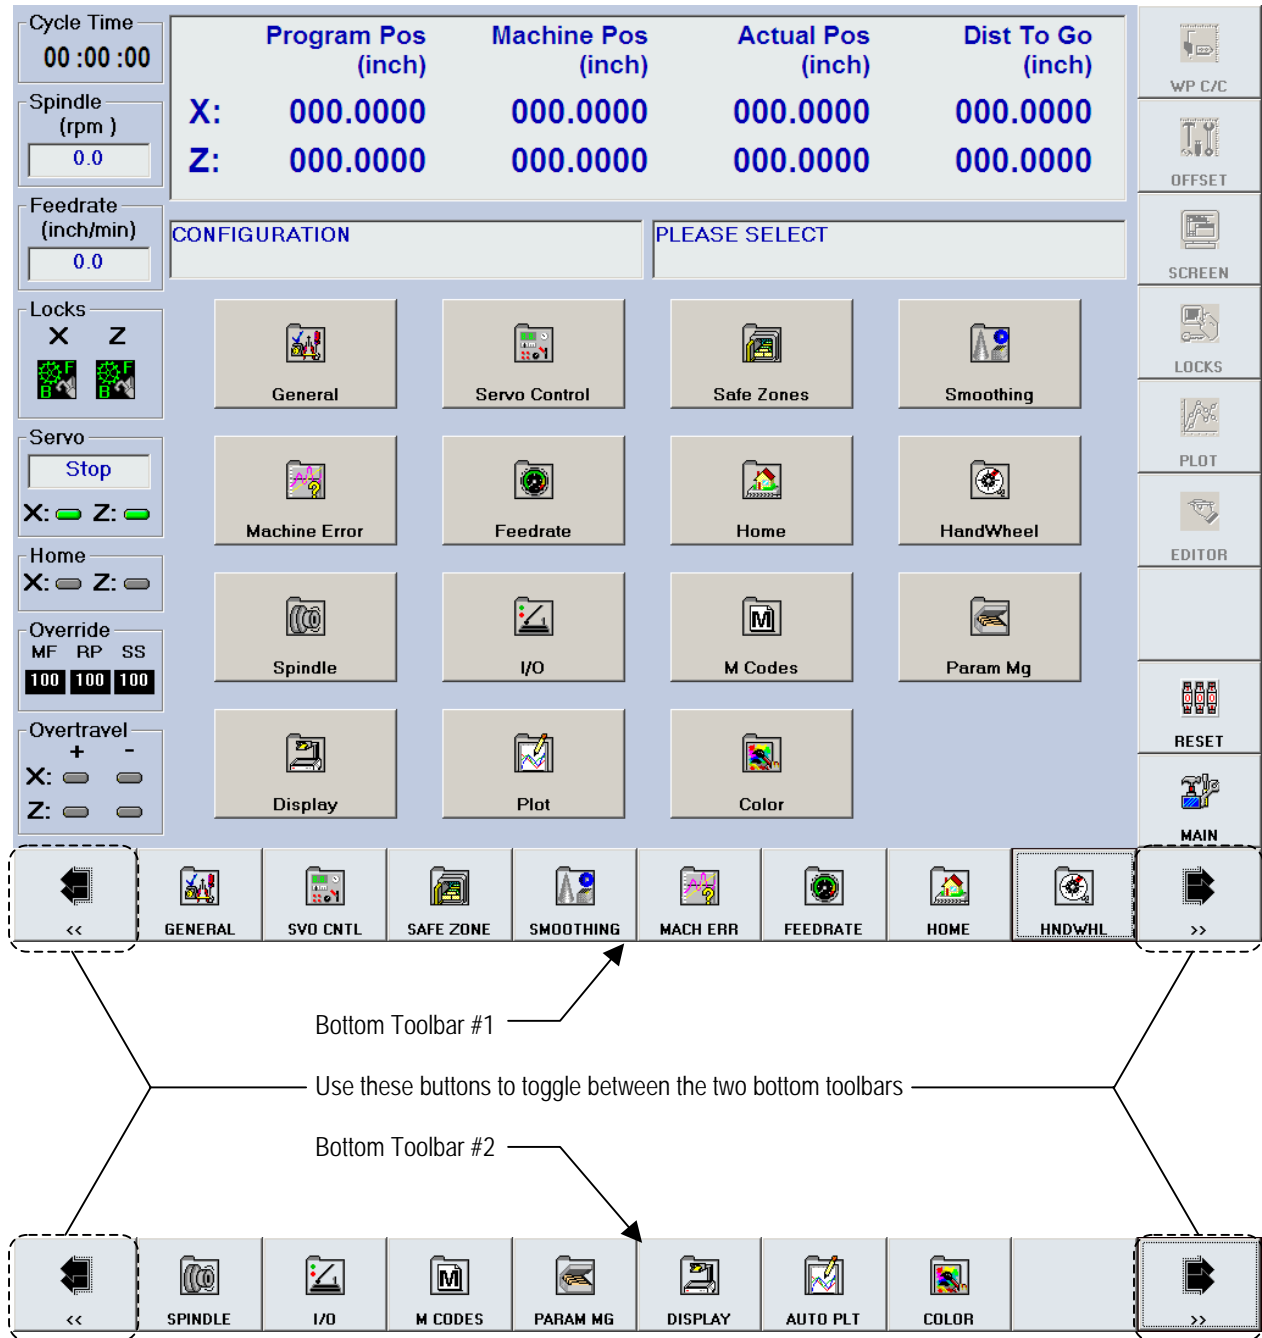 Cycle Time
00 :00 :00
Spindle
(rpm )
0.0
Feedrate
(inch/min)
0.0
Locks
X Z
F B F B
Servo
Stop
X: Z:
Home
X: Z:
Override
MF RP SS
100 100 100
Overtravel
+ -
X:
Z:
Program Pos Machine Pos Actual Pos Dist To Go
(inch) (inch) (inch) (inch)
X: 000.0000 000.0000 000.0000 000.0000
Z: 000.0000 000.0000 000.0000 000.0000
CONFIGURATION PLEASE SELECT
General Servo Control Safe Zones Smoothing
Machine Error Feedrate Home HandWheel
Spindle I/O M Codes Param Mg
Display Plot Color
WP C/C
OFFSET
SCREEN
LOCKS
PLOT
EDITOR
RESET
MAIN
<< GENERAL SVO CNTL SAFE ZONE SMOOTHING MACH ERR FEEDRATE HOME HNDWHL >>
Bottom Toolbar #1
Use these buttons to toggle between the two bottom toolbars
Bottom Toolbar #2
<< SPINDLE I/O M CODES PARAM MG DISPLAY AUTO PLT COLOR >>